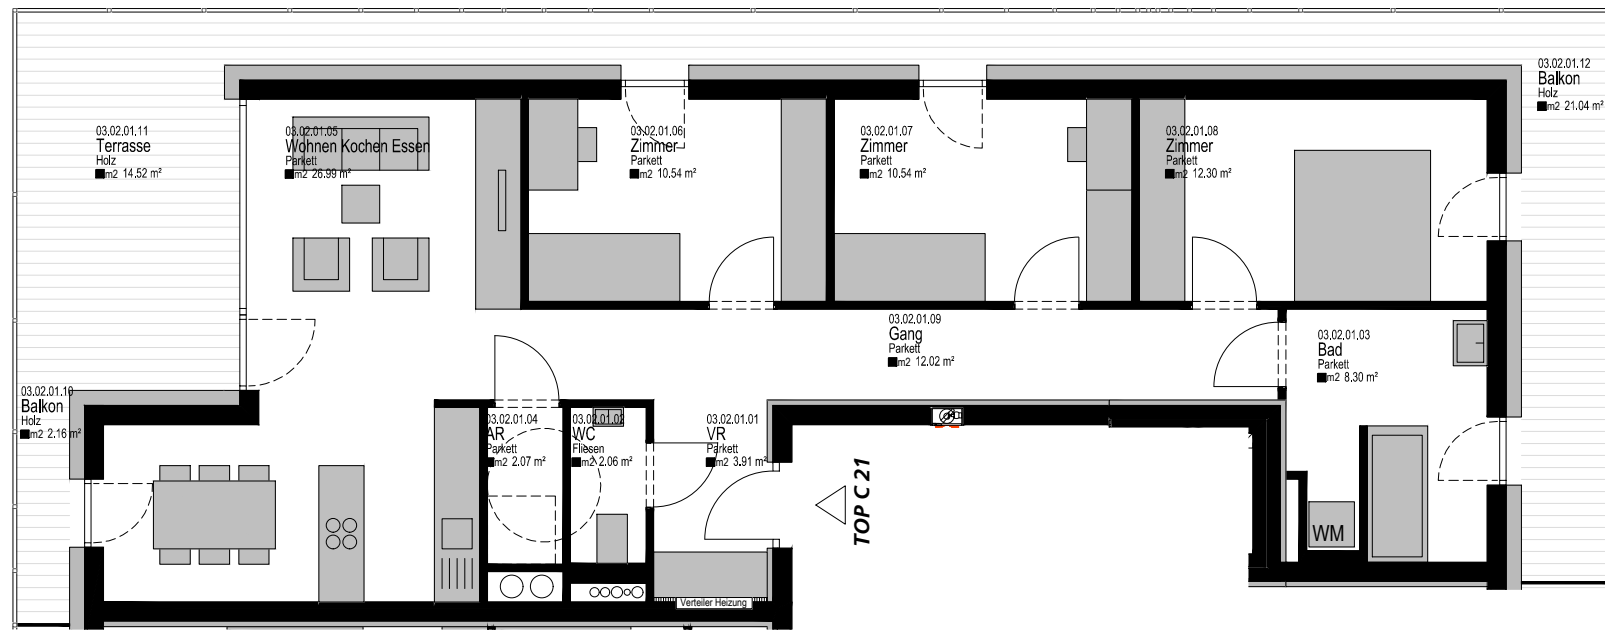 03.02.01.12
Balkon
Holz
m2 21.04 m²
03.02.01.11
Terrasse
Holz
m2 14.52 m²
03.02.01.05
Wohnen Kochen Essen
Parkett
m2 26.99 m²
03.02.01.06
Zimmer
Parkett
m2 10.54 m²
03.02.01.07
Zimmer
Parkett
m2 10.54 m²
03.02.01.08
Zimmer
Parkett
m2 12.30 m²
03.02.01.09
Gang
Parkett
m2 12.02 m²
03.02.01.03
Bad
Parkett
m2 8.30 m²
03.02.01.10
Balkon
Holz
m2 2.16 m²
03.02.01.04
AR
Parkett
m2 2.07 m²
03.02.01.02
WC
Fliesen
m2 2.06 m²
03.02.01.01
VR
Parkett
m2 3.91 m²
TOP C 21
WM
Verteiler Heizung